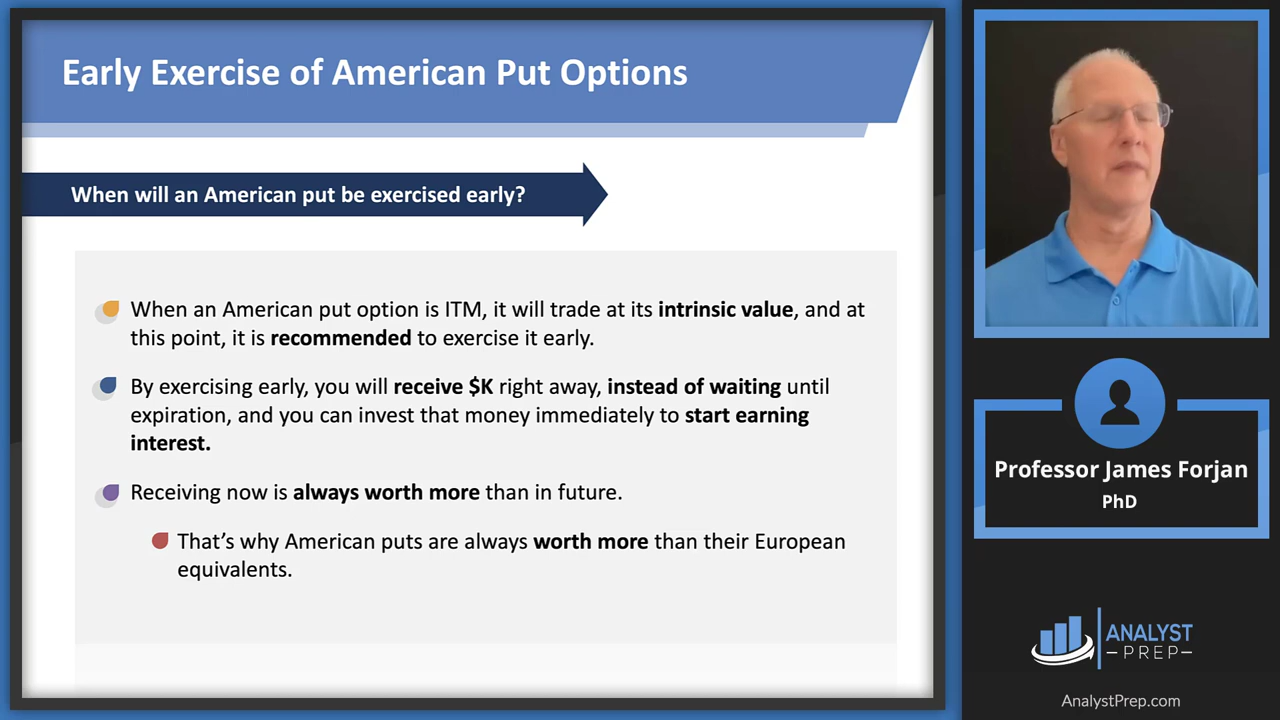 Early Exercise of American Put Options
When will an American put be exercised early?
When an American put option is ITM, it will trade at its intrinsic value, and at
this point, it is recommended to exercise it early.
By exercising early, you will receive $K right away, instead of waiting until
expiration, and you can invest that money immediately to start earning
interest.
Receiving now is always worth more than in future.
That’s why American puts are always worth more than their European
equivalents.
Professor James Forjan
PhD
ANALYST
PREP
AnalystPrep.com